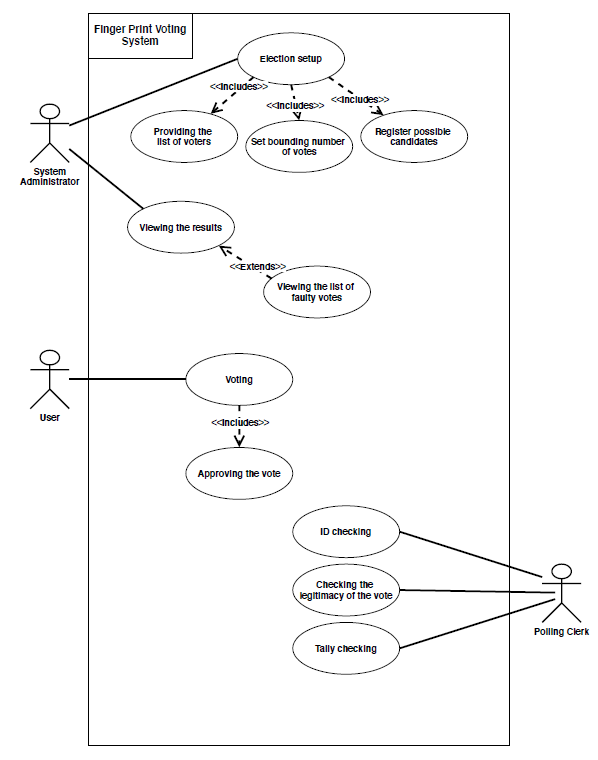 Finger Print Voting
System
Election setup
<<Includes>>
<<Includes>>
<<Includes>>
Providing the
list of voters
Set bounding number
of votes
Register possible
candidates
System
Administrator
Viewing the results
<<Extends>>
Viewing the list of
faulty votes
Voting
User
<<Includes>>
Approving the vote
ID checking
Checking the
legitimacy of the vote
Polling Clerk
Tally checking